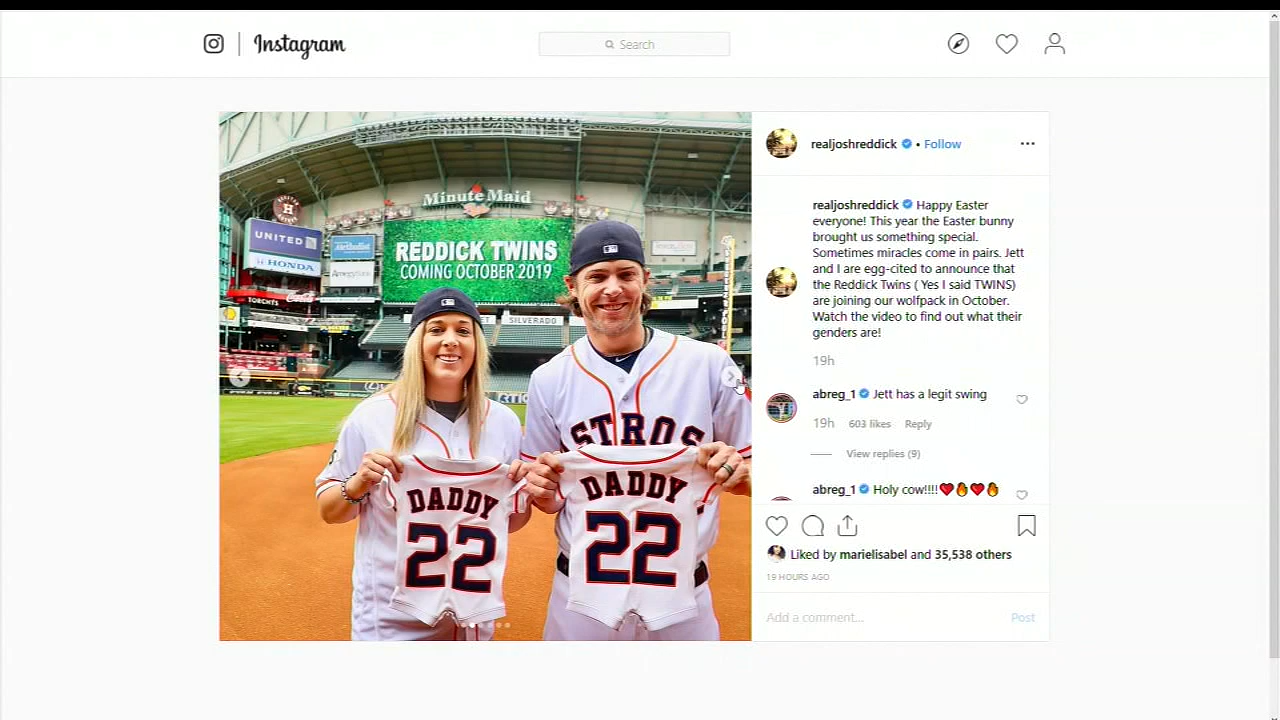 Instagram
Search
Minute Maid
H
UNITED
HONDA
Methodist
REDDICK TWINS
COMING OCTOBER 2019
TORCHY'S
SILVERADO
STROS
DADDY
22
DADDY
22
realjoshreddick • Follow
realjoshreddick Happy Easter
everyone! This year the Easter bunny
brought us something special.
Sometimes miracles come in pairs. Jett
and I are egg-cited to announce that
the Reddick Twins ( Yes I said TWINS)
are joining our wolfpack in October.
Watch the video to find out what their
genders are!
19h
abreg_1 Jett has a legit swing
19h 603 likes Reply
View replies (9)
abreg_1 Holy cow!!!!❤🔥❤🔥
Liked by marielisabel and 35,538 others
19 HOURS AGO
Add a comment...
Post